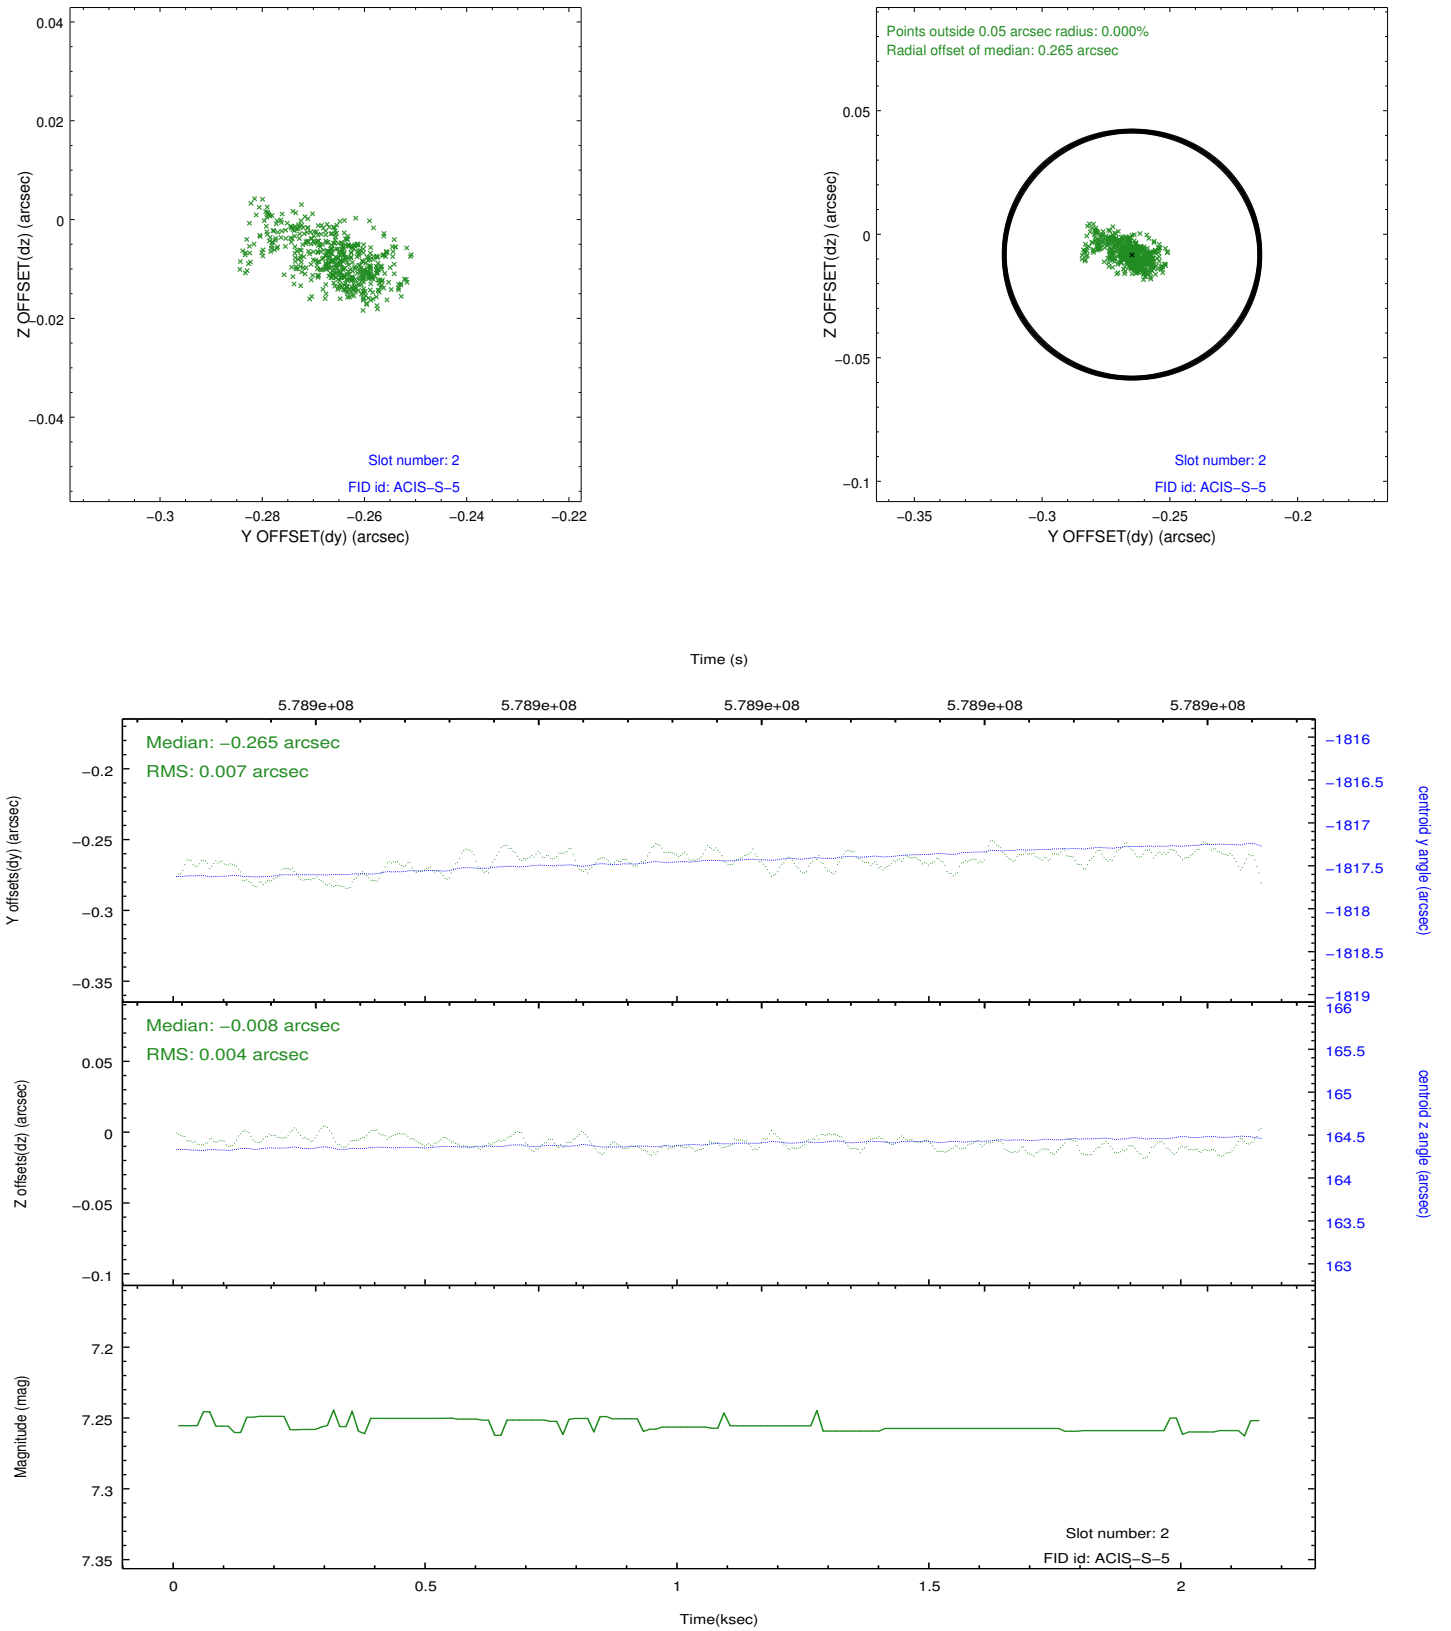 0.04
0.02
0
−0.02
−0.04
Z OFFSET(dz) (arcsec)
Slot number: 2
FID id: ACIS−S−5
−0.3
−0.28
−0.26
−0.24
−0.22
Y OFFSET(dy) (arcsec)
Points outside 0.05 arcsec radius: 0.000%
Radial offset of median: 0.265 arcsec
0.05
0
−0.05
−0.1
Z OFFSET(dz) (arcsec)
Slot number: 2
FID id: ACIS−S−5
−0.35
−0.3
−0.25
−0.2
Y OFFSET(dy) (arcsec)
Time (s)
5.789e+08
5.789e+08
5.789e+08
5.789e+08
5.789e+08
Median: −0.265 arcsec
RMS: 0.007 arcsec
−0.2
−0.25
−0.3
−0.35
Y offsets(dy) (arcsec)
−1816
−1816.5
−1817
−1817.5
−1818
−1818.5
−1819
centroid y angle (arcsec)
Median: −0.008 arcsec
RMS: 0.004 arcsec
0.05
0
−0.05
−0.1
Z offsets(dz) (arcsec)
166
165.5
165
164.5
164
163.5
163
centroid z angle (arcsec)
7.2
7.25
7.3
7.35
Magnitude (mag)
Slot number: 2
FID id: ACIS−S−5
0
0.5
1
1.5
2
Time(ksec)